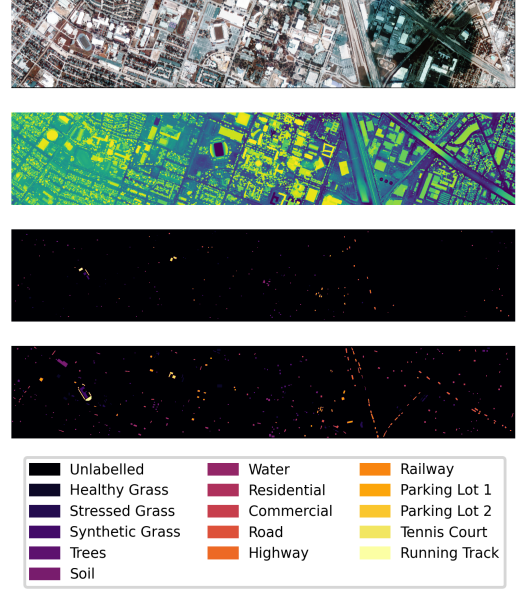 Unlabelled
Healthy Grass
Stressed Grass
Synthetic Grass
Trees
Soil
Water
Residential
Commercial
Road
Highway
Railway
Parking Lot 1
Parking Lot 2
Tennis Court
Running Track